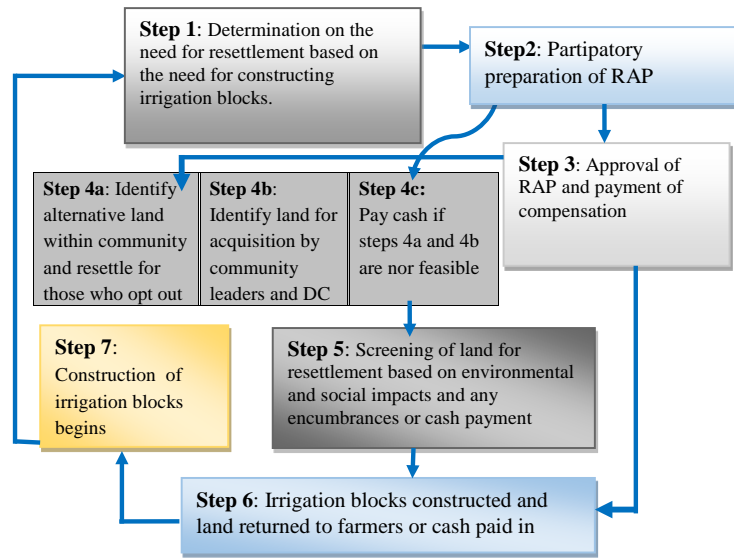 Step 1: Determination on the
need for resettlement based on
the need for constructing
irrigation blocks.
Step2: Partipatory
preparation of RAP
Step 3: Approval of
RAP and payment of
compensation
Step 4a: Identify
alternative land
within community
and resettle for
those who opt out
Step 4b:
Identify land for
acquisition by
community
leaders and DC
Step 4c:
Pay cash if
steps 4a and 4b
are nor feasible
Step 5: Screening of land for
resettlement based on environmental
and social impacts and any
encumbrances or cash payment
Step 6: Irrigation blocks constructed and
land returned to farmers or cash paid in
Step 7:
Construction of
irrigation blocks
begins